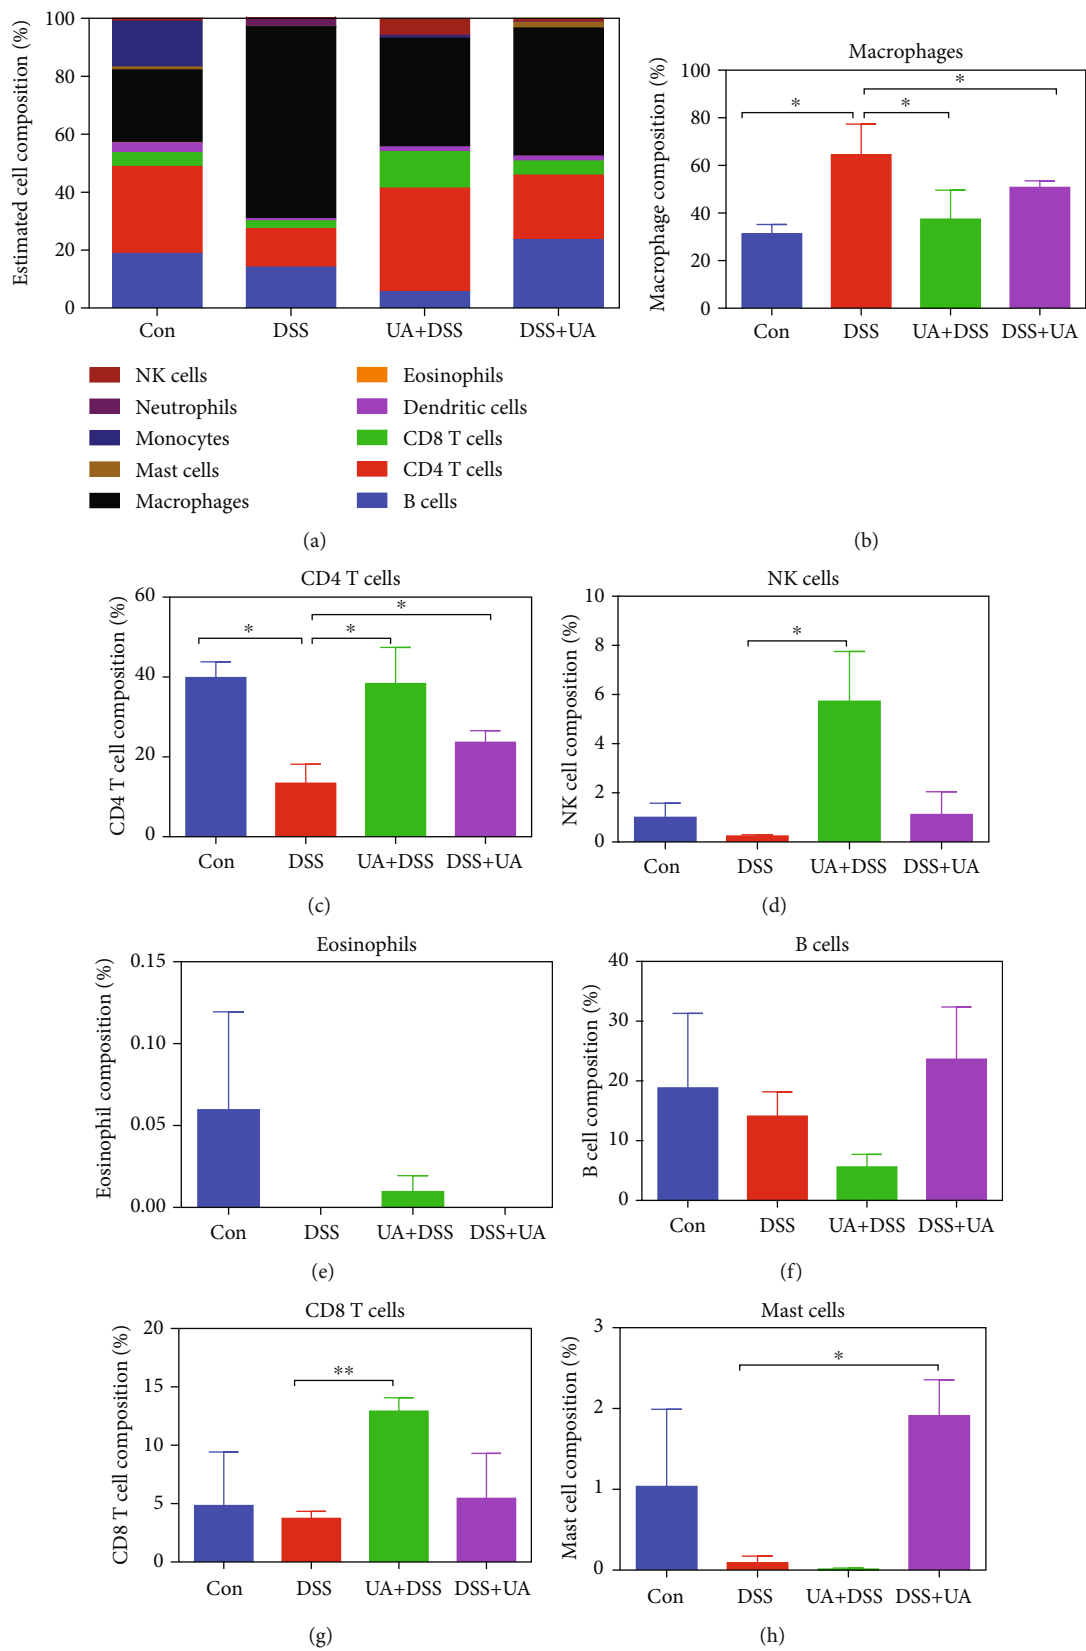 Estimated cell composition (%)
100
80
60
40
20
0
Con DSS UA+DSS DSS+UA
NK cells
Neutrophils
Monocytes
Mast cells
Macrophages
Eosinophils
Dendritic cells
CD8 T cells
CD4 T cells
B cells
(a)
Macrophages
Macrophage composition (%)
100
80
60
40
20
0
* * *
Con DSS UA+DSS DSS+UA
(b)
CD4 T cells
CD4 T cell composition (%)
60
40
20
0
* * *
Con DSS UA+DSS DSS+UA
(c)
NK cells
NK cell composition (%)
10
8
6
4
2
0
*
Con DSS UA+DSS DSS+UA
(d)
Eosinophils
Eosinophil composition (%)
0.15
0.10
0.05
0.00
Con DSS UA+DSS DSS+UA
(e)
B cells
B cell composition (%)
40
30
20
10
0
Con DSS UA+DSS DSS+UA
(f)
CD8 T cells
CD8 T cell composition (%)
20
15
10
5
0
**
Con DSS UA+DSS DSS+UA
(g)
Mast cells
Mast cell composition (%)
3
2
1
0
*
Con DSS UA+DSS DSS+UA
(h)